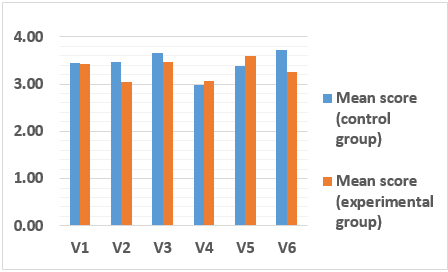 4.00
3.00
2.00
1.00
0.00
V1 V2 V3 V4 V5 V6
Mean score
(control
group)
Mean score
(experimental
group)